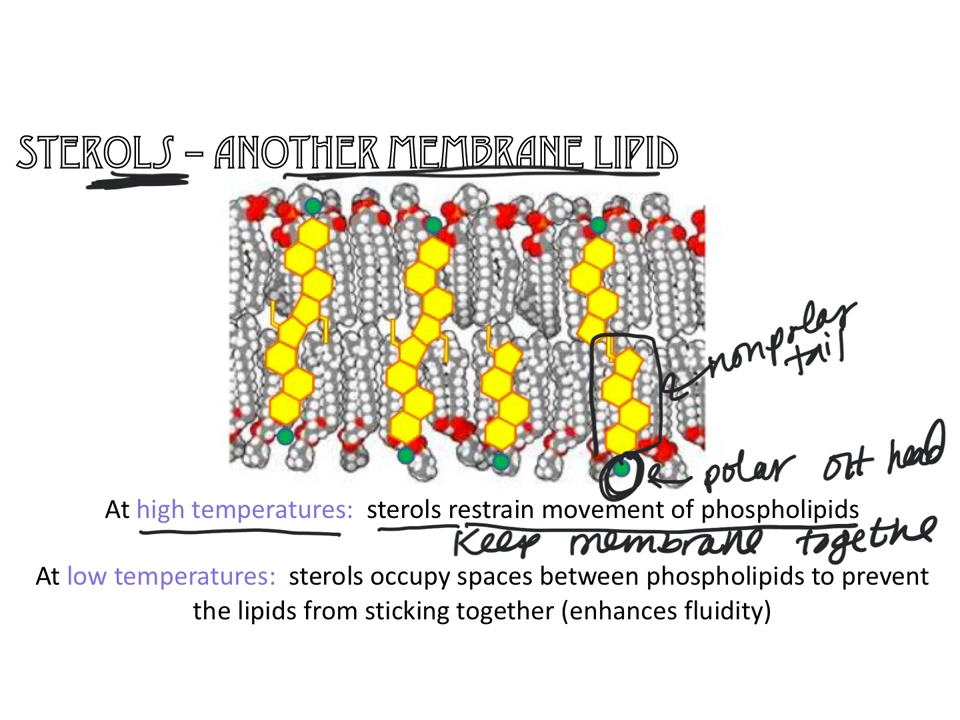 STEROLS – ANOTHER MEMBRANE LIPID
nonpolar
tail
polar OH head
At high temperatures: sterols restrain movement of phospholipids
Keep membrane togethe
At low temperatures: sterols occupy spaces between phospholipids to prevent
the lipids from sticking together (enhances fluidity)